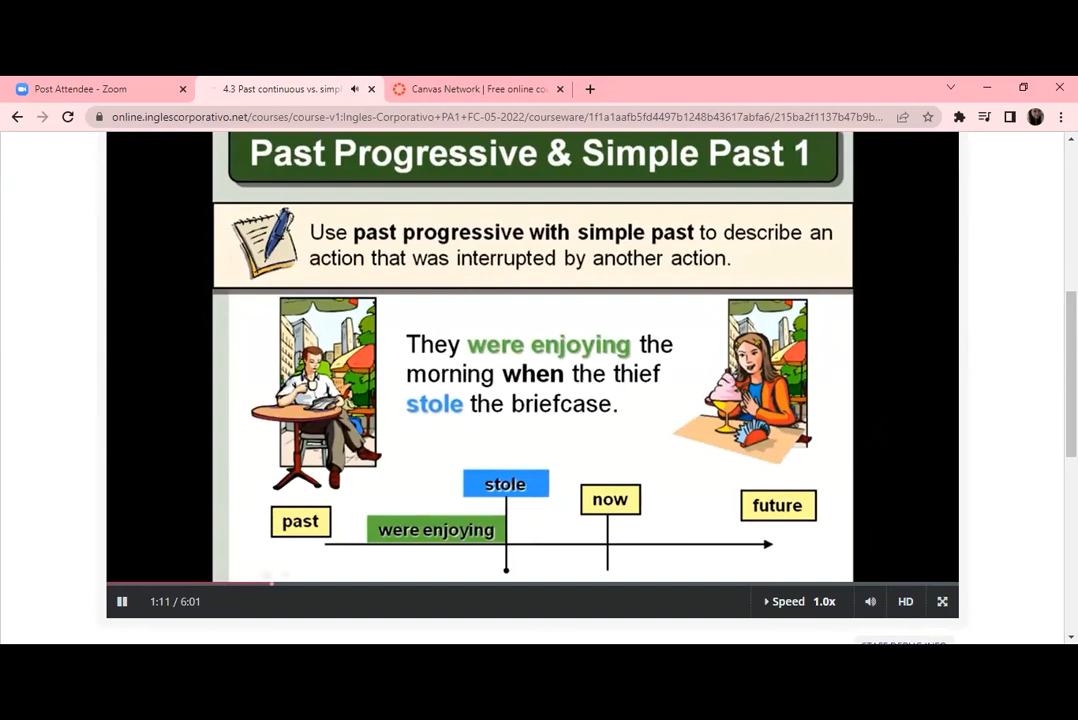 Post Attendee - Zoom
4.3 Past continuous vs. simpl
Canvas Network | Free online co
online.inglescorporativo.net/courses/course-v1:Ingles-Corporativo+PA1+FC-05-2022/courseware/1f1a1aafb5fd4497b1248b43617abfa6/215ba2f1137b47b9b...
Past Progressive & Simple Past 1
Use past progressive with simple past to describe an
action that was interrupted by another action.
They were enjoying the
morning when the thief
stole the briefcase.
stole
now
future
past
were enjoying
1:11 / 6:01
Speed 1.0x
HD